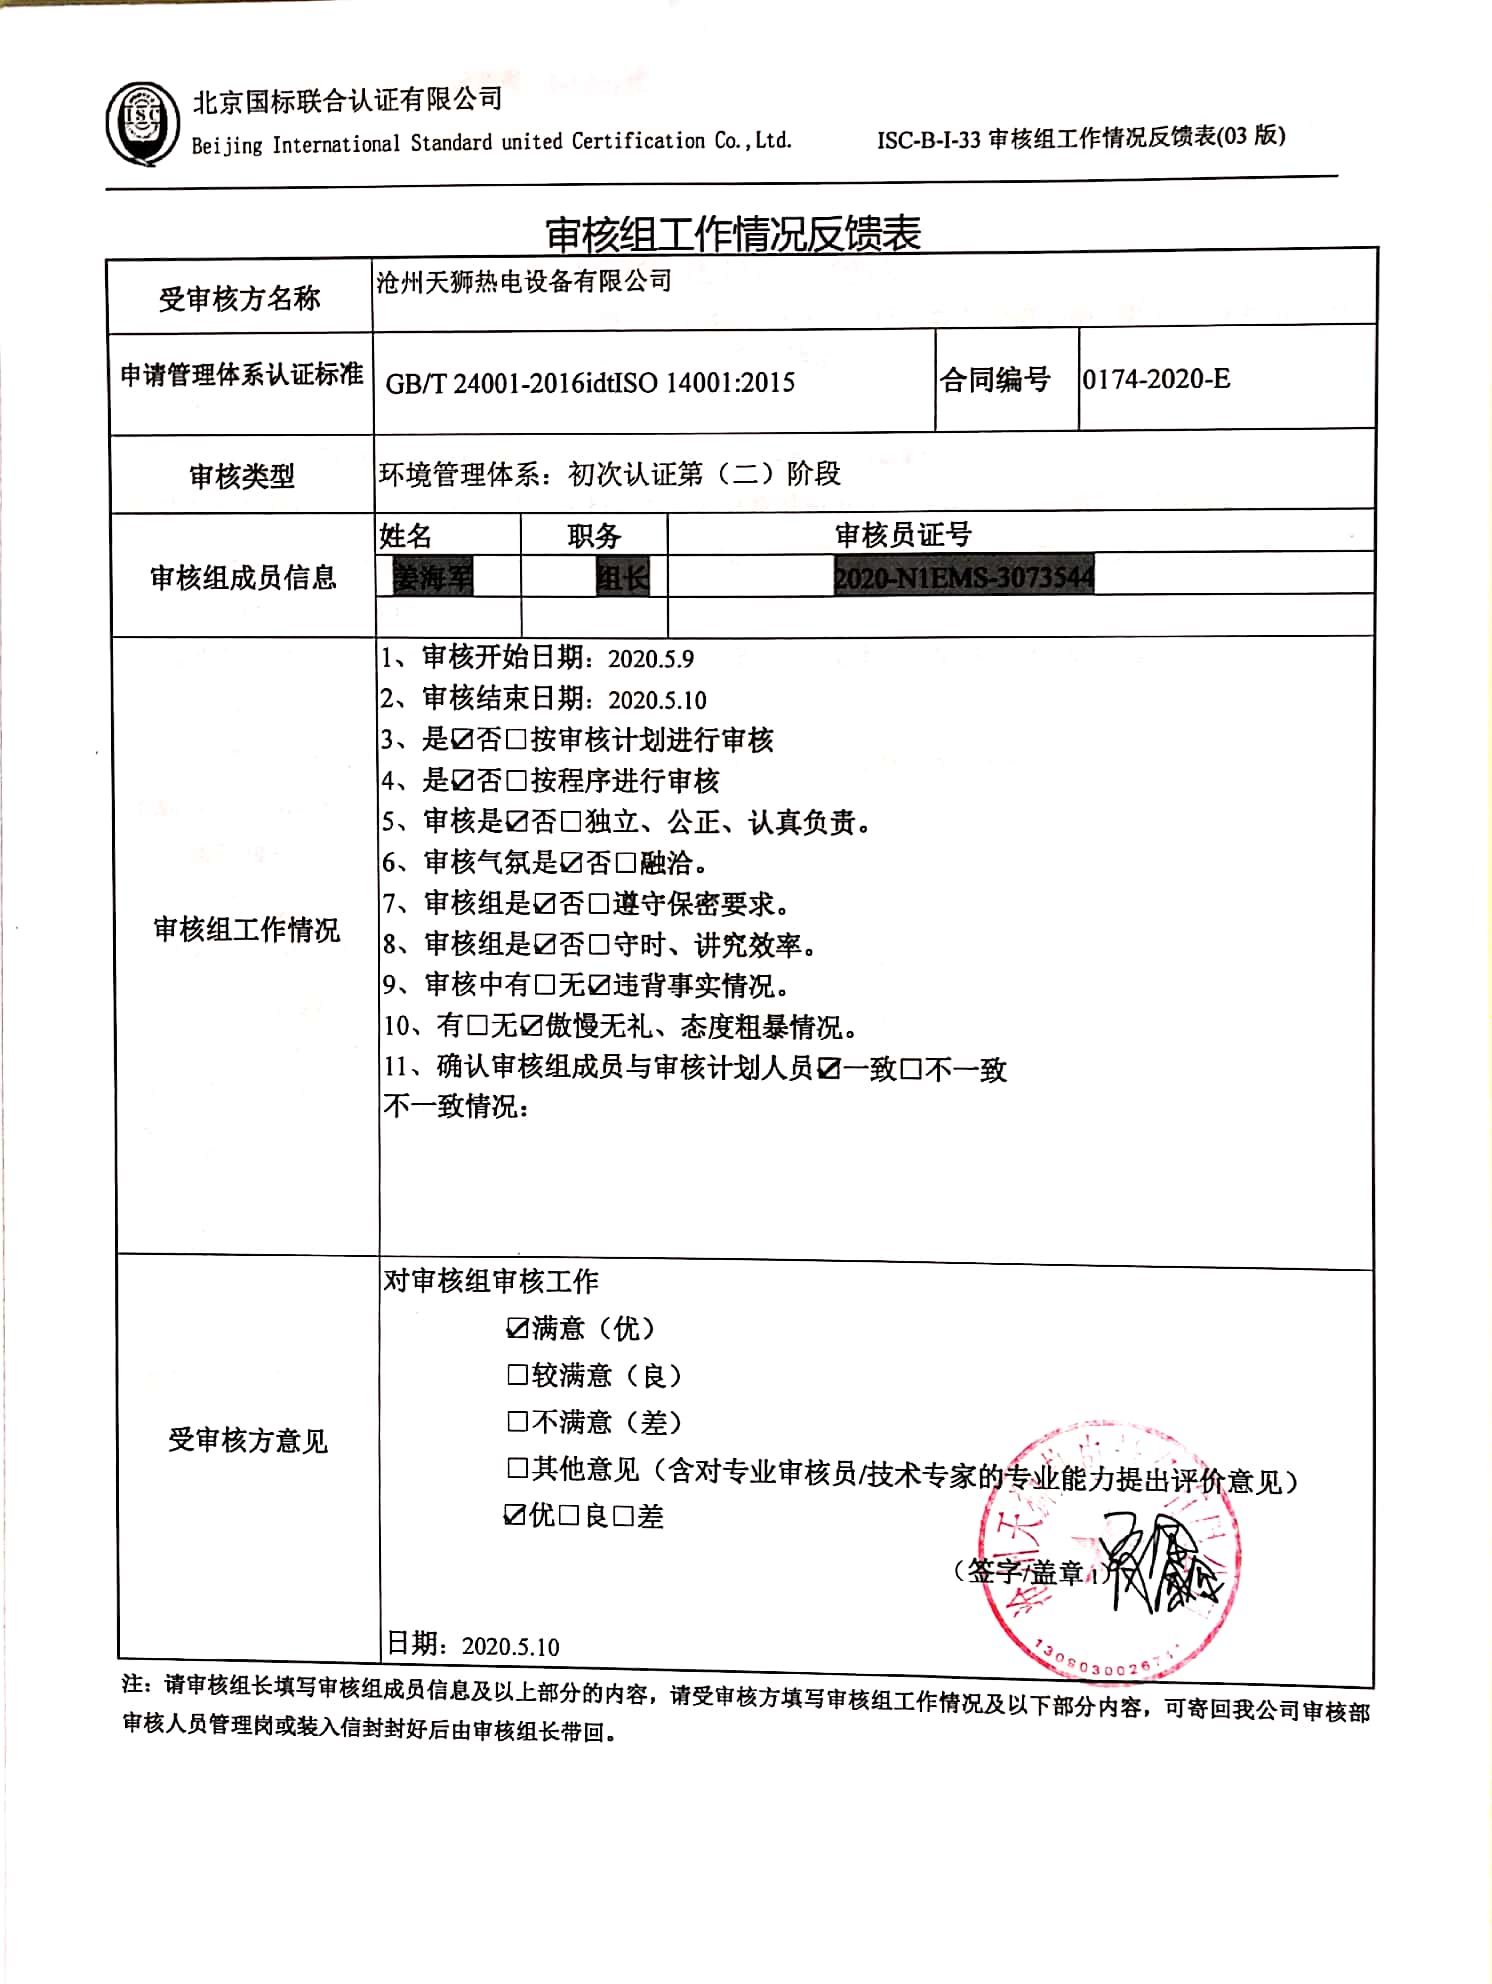 ISC
北京国标联合认证有限公司
Beijing International Standard united Certification Co.,Ltd.
ISC-B-I-33 审核组工作情况反馈表(03 版)
审核组工作情况反馈表
受审核方名称
沧州天狮热电设备有限公司
申请管理体系认证标准
GB/T 24001-2016idtISO 14001:2015
合同编号
0174-2020-E
审核类型
环境管理体系：初次认证第（二）阶段
审核组成员信息
姓名 职务 审核员证号
姜海军 组长 2020-N1EMS-3073544
审核组工作情况
1、审核开始日期：2020.5.9
2、审核结束日期：2020.5.10
3、是☑否☐按审核计划进行审核
4、是☑否☐按程序进行审核
5、审核是☑否☐独立、公正、认真负责。
6、审核气氛是☑否☐融洽。
7、审核组是☑否☐遵守保密要求。
8、审核组是☑否☐守时、讲究效率。
9、审核中有☐无☑违背事实情况。
10、有☐无☑傲慢无礼、态度粗暴情况。
11、确认审核组成员与审核计划人员☑一致☐不一致
不一致情况：
受审核方意见
对审核组审核工作
☑满意（优）
☐较满意（良）
☐不满意（差）
☐其他意见（含对专业审核员/技术专家的专业能力提出评价意见）
☑优☐良☐差
（签字/盖章）
日期：2020.5.10
注：请审核组长填写审核组成员信息及以上部分的内容，请受审核方填写审核组工作情况及以下部分内容，可寄回我公司审核部
审核人员管理岗或装入信封封好后由审核组长带回。